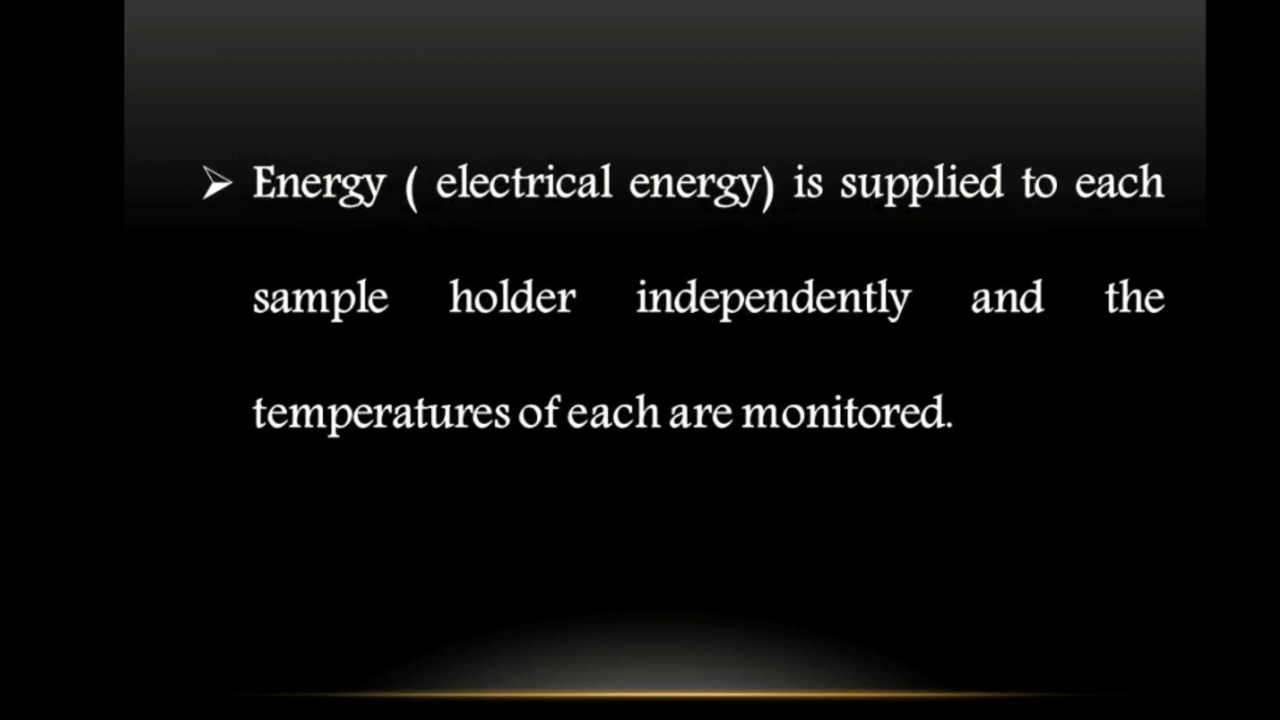 ➢ Energy ( electrical energy) is supplied to each
sample holder independently and the
temperatures of each are monitored.